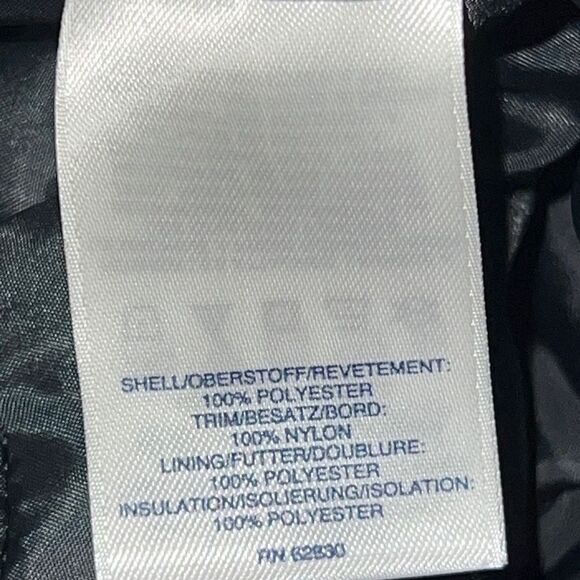 SHELL/OBERSTOFF/REVETEMENT:
100% POLYESTER
TRIM/BESATZ/BORD:
100% NYLON
LINING/FUTTER/DOUBLURE:
100% POLYESTER
INSULATION/ISOLIERUNG/ISOLATION:
100% POLYESTER
RN 62830